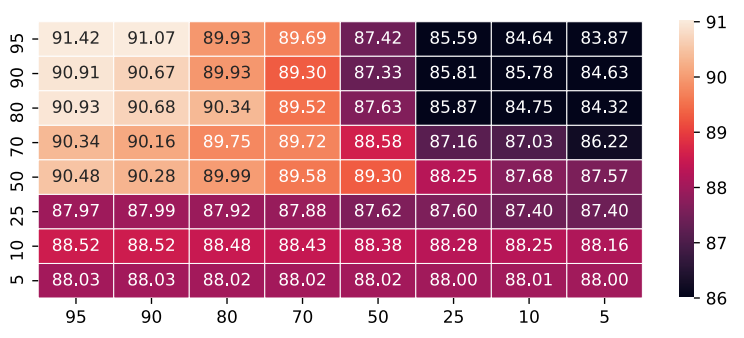 95 91.42 91.07 89.93 89.69 87.42 85.59 84.64 83.87 91
90 90.91 90.67 89.93 89.30 87.33 85.81 85.78 84.63 90
80 90.93 90.68 90.34 89.52 87.63 85.87 84.75 84.32
70 90.34 90.16 89.75 89.72 88.58 87.16 87.03 86.22 89
50 90.48 90.28 89.99 89.58 89.30 88.25 87.68 87.57 88
25 87.97 87.99 87.92 87.88 87.62 87.60 87.40 87.40
10 88.52 88.52 88.48 88.43 88.38 88.28 88.25 88.16 87
5 88.03 88.03 88.02 88.02 88.02 88.00 88.01 88.00 86
95 90 80 70 50 25 10 5